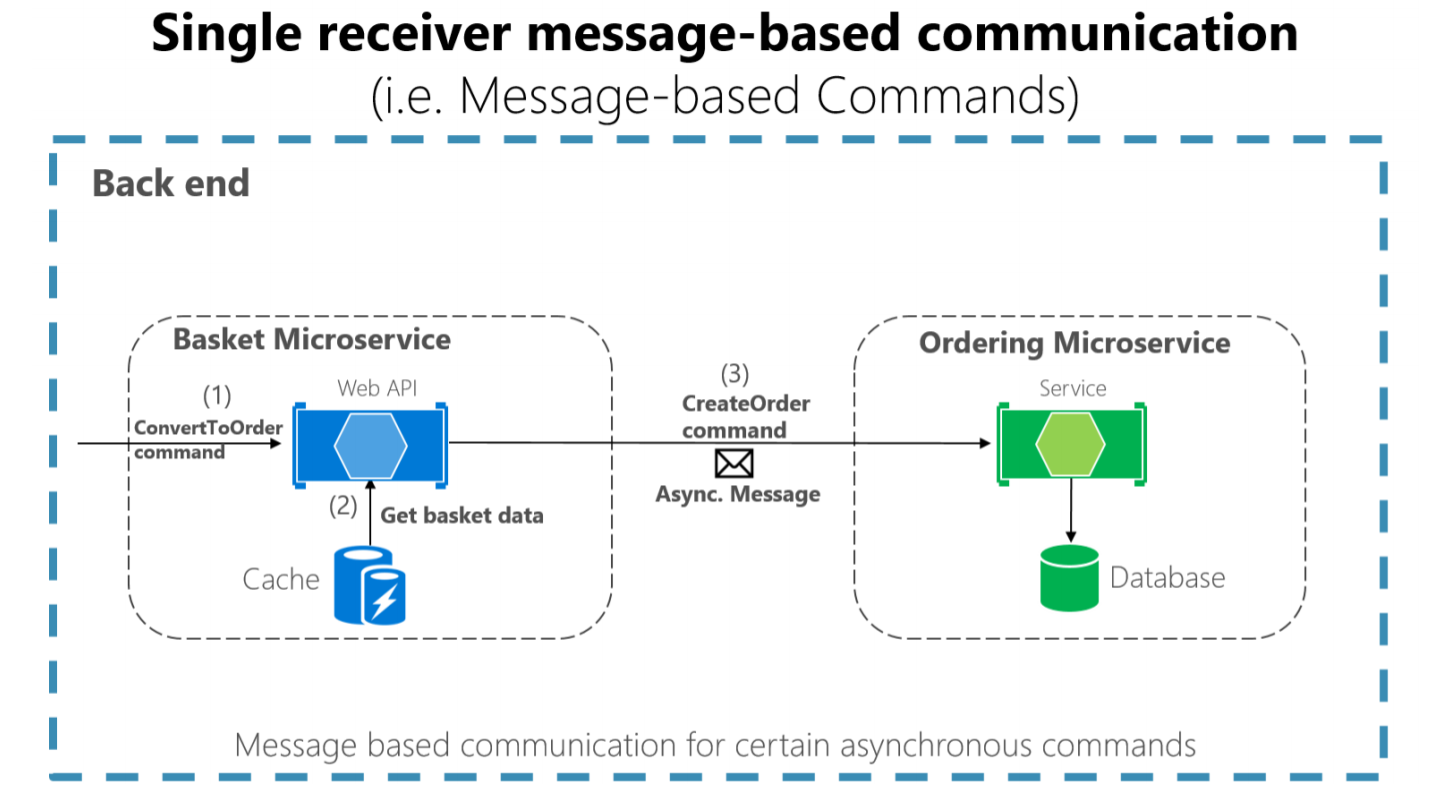 Single receiver message-based communication
(i.e. Message-based Commands)
Back end
Basket Microservice
Web API
(1)
ConvertToOrder
command
(2)
Get basket data
Cache
(3)
CreateOrder
command
Async. Message
Ordering Microservice
Service
Database
Message based communication for certain asynchronous commands